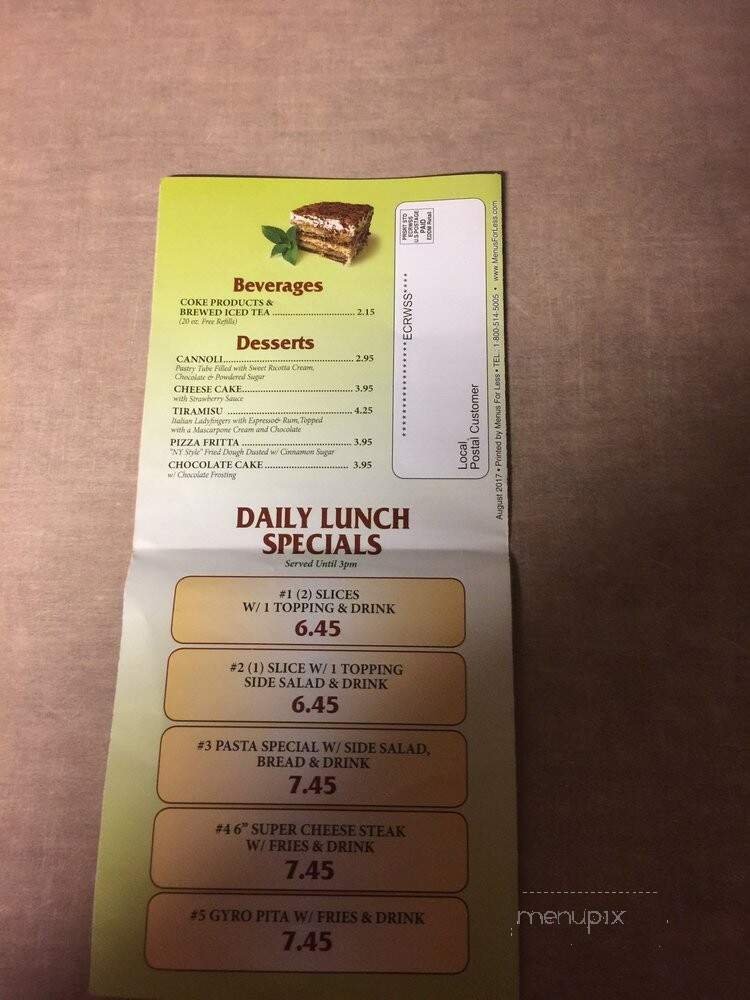 Beverages
COKE PRODUCTS &
BREWED ICED TEA ........................... 2.15
(20 oz. Free Refills)
Desserts
CANNOLI........................................ 2.95
Pastry Tube Filled with Sweet Ricotta Cream,
Chocolate & Powdered Sugar
CHEESE CAKE.................................. 3.95
with Strawberry Sauce
TIRAMISU ...................................... 4.25
Italian Ladyfingers with Espresso& Rum, Topped
with a Mascarpone Cream and Chocolate
PIZZA FRITTA ................................. 3.95
"NY Style" Fried Dough Dusted w/ Cinnamon Sugar
CHOCOLATE CAKE........................... 3.95
w/ Chocolate Frosting
PRSRT STD
ECRWSS
U.S.POSTAGE
PAID
EDDM Retail
********************ECRWSS****
Local
Postal Customer
August 2017 • Printed by Menus For Less • TEL. 1-800-514-5005 • www.MenusForLess.com
DAILY LUNCH
SPECIALS
Served Until 3pm
#1 (2) SLICES
W/ 1 TOPPING & DRINK
6.45
#2 (1) SLICE W/ 1 TOPPING
SIDE SALAD & DRINK
6.45
#3 PASTA SPECIAL W/ SIDE SALAD,
BREAD & DRINK
7.45
#4 6" SUPER CHEESE STEAK
W/ FRIES & DRINK
7.45
#5 GYRO PITA W/ FRIES & DRINK
7.45
menupix